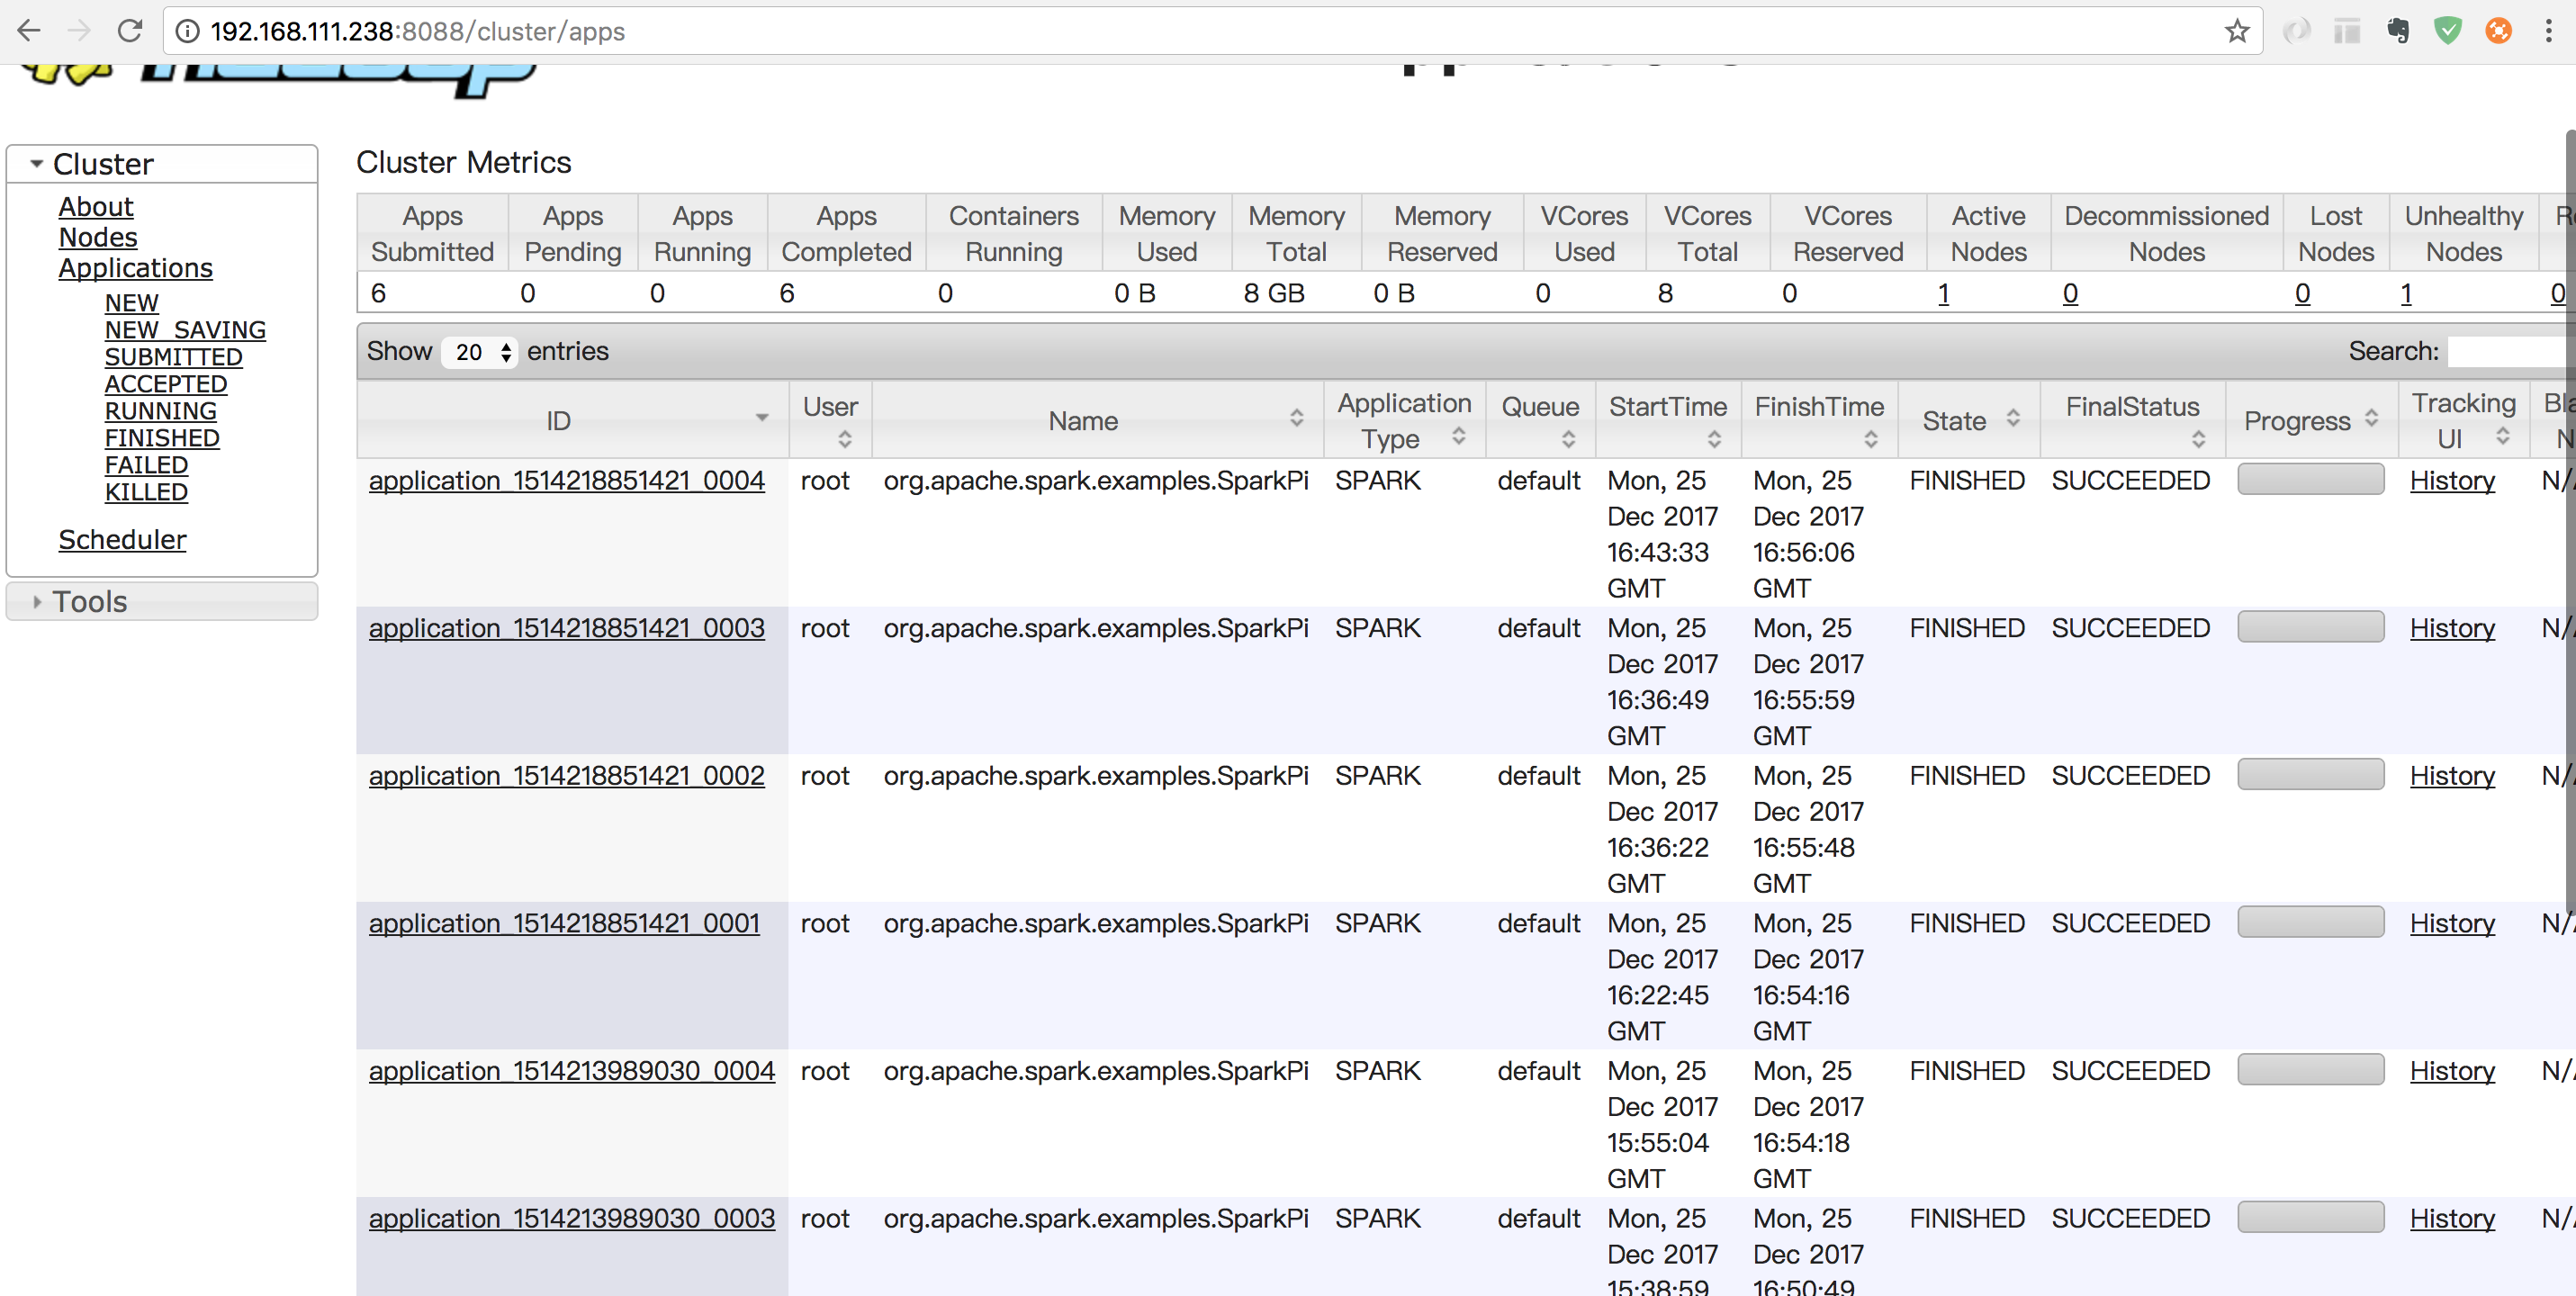 192.168.111.238:8088/cluster/apps
Cluster
About
Nodes
Applications
NEW
NEW_SAVING
SUBMITTED
ACCEPTED
RUNNING
FINISHED
FAILED
KILLED
Scheduler
Tools
Cluster Metrics
Apps Submitted Apps Pending Apps Running Apps Completed Containers Running Memory Used Memory Total Memory Reserved VCores Used VCores Total VCores Reserved Active Nodes Decommissioned Nodes Lost Nodes Unhealthy Nodes
6 0 0 6 0 0 B 8 GB 0 B 0 8 0 1 0 0 1 0
Show 20 entries Search:
ID User Name Application Type Queue StartTime FinishTime State FinalStatus Progress Tracking UI
application_1514218851421_0004 root org.apache.spark.examples.SparkPi SPARK default Mon, 25 Mon, 25 FINISHED SUCCEEDED History
Dec 2017 Dec 2017
16:43:33 16:56:06
GMT GMT
application_1514218851421_0003 root org.apache.spark.examples.SparkPi SPARK default Mon, 25 Mon, 25 FINISHED SUCCEEDED History
Dec 2017 Dec 2017
16:36:49 16:55:59
GMT GMT
application_1514218851421_0002 root org.apache.spark.examples.SparkPi SPARK default Mon, 25 Mon, 25 FINISHED SUCCEEDED History
Dec 2017 Dec 2017
16:36:22 16:55:48
GMT GMT
application_1514218851421_0001 root org.apache.spark.examples.SparkPi SPARK default Mon, 25 Mon, 25 FINISHED SUCCEEDED History
Dec 2017 Dec 2017
16:22:45 16:54:16
GMT GMT
application_1514213989030_0004 root org.apache.spark.examples.SparkPi SPARK default Mon, 25 Mon, 25 FINISHED SUCCEEDED History
Dec 2017 Dec 2017
15:55:04 16:54:18
GMT GMT
application_1514213989030_0003 root org.apache.spark.examples.SparkPi SPARK default Mon, 25 Mon, 25 FINISHED SUCCEEDED History
Dec 2017 Dec 2017
15:38:59 16:50:49